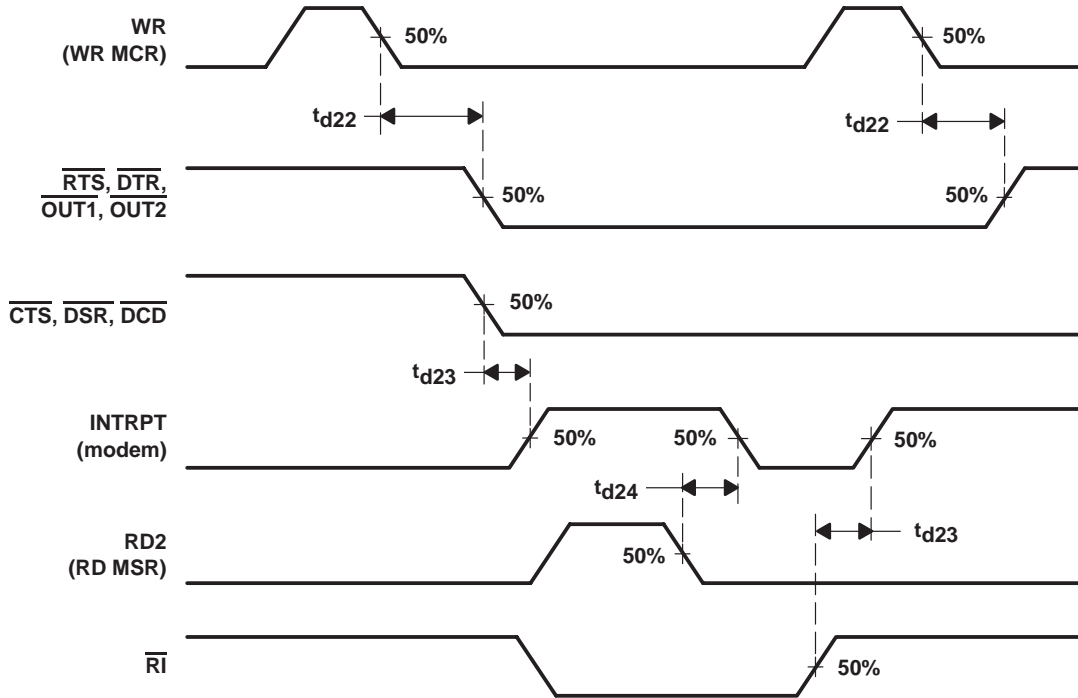 WR
(WR MCR)
50%
50%
td22
td22
RTS, DTR,
OUT1, OUT2
50%
50%
CTS, DSR, DCD
50%
td23
INTRPT
(modem)
50%
50%
50%
td24
td23
RD2
(RD MSR)
50%
RI
50%